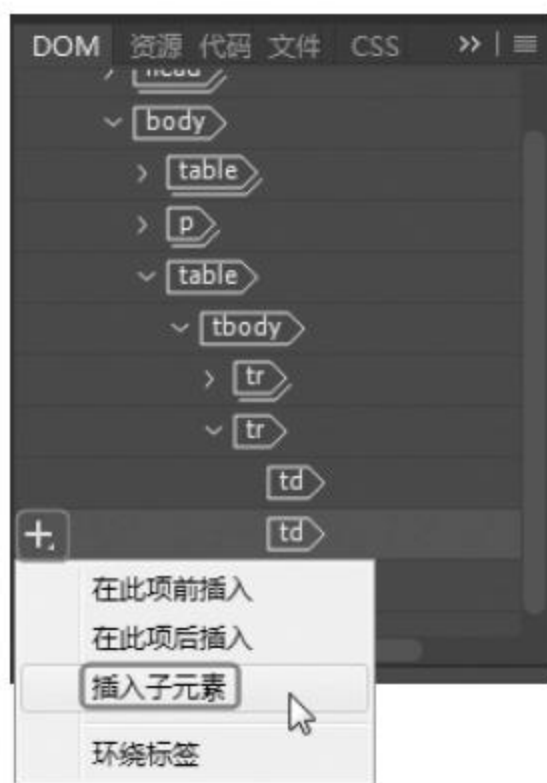 DOM 资源 代码 文件 CSS
head
body
table
p
table
tbody
tr
tr
td
td
在此项前插入
在此项后插入
插入子元素
环绕标签